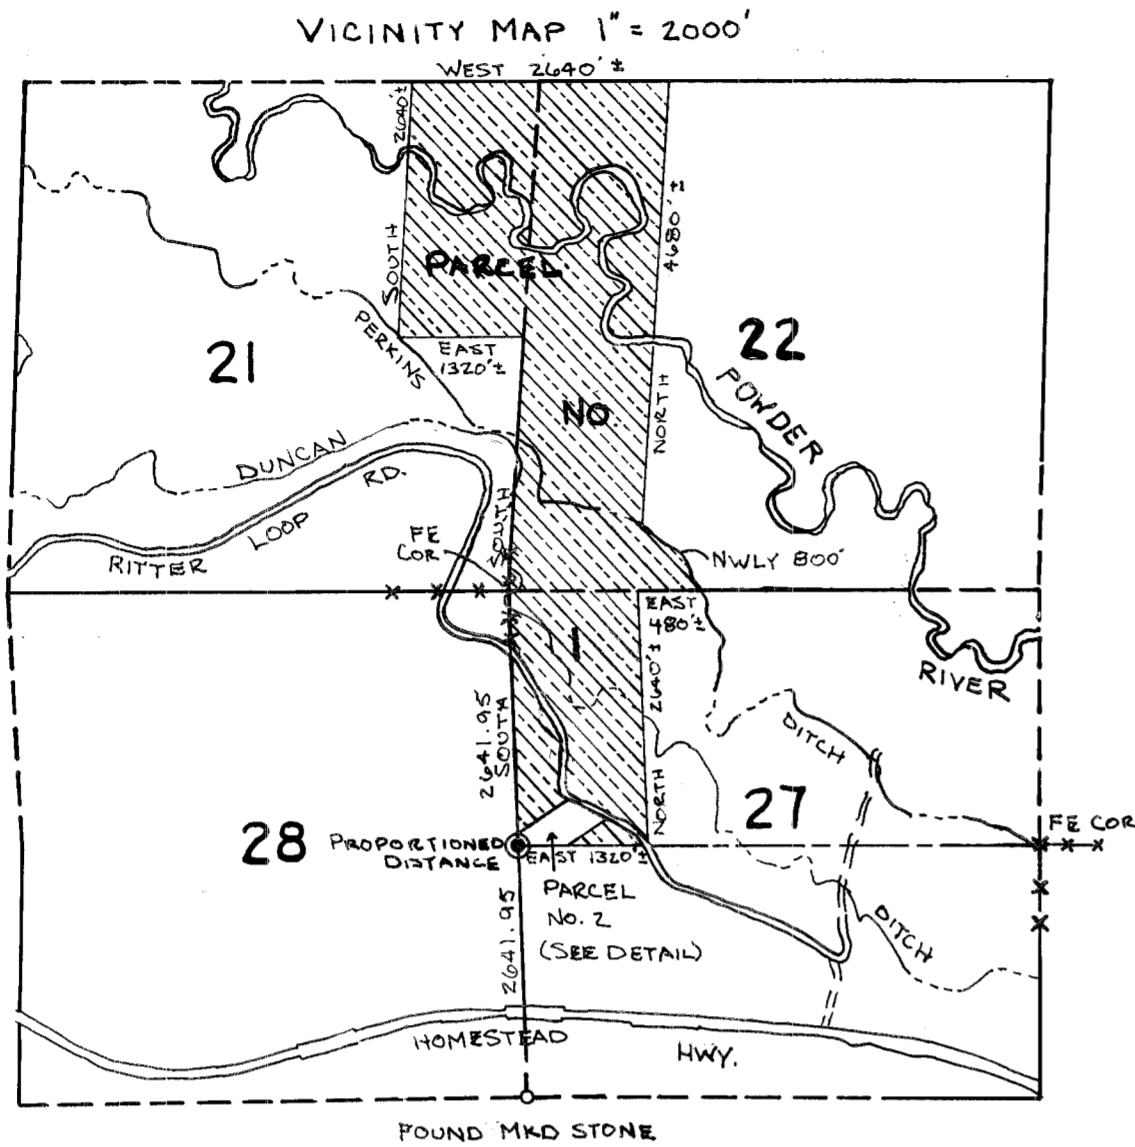 VICINITY MAP 1" = 2000'
WEST 2640' ±
2640' ±
SOUTH
4680' ±
PARCEL
PERKINS
EAST
1320' ±
21
22
POWDER
NO
NORTH
DUNCAN
RITTER LOOP RD.
FE
COR
SOUTH
NWLY 800'
EAST
480' ±
1
RIVER
2640' ±
NORTH
2641.95
SOUTH
DITCH
27
28
PROPORTIONED
DISTANCE
FE COR
EAST 1320' ±
PARCEL
NO. 2
(SEE DETAIL)
2641.95
DITCH
HOMESTEAD HWY.
FOUND MKD STONE